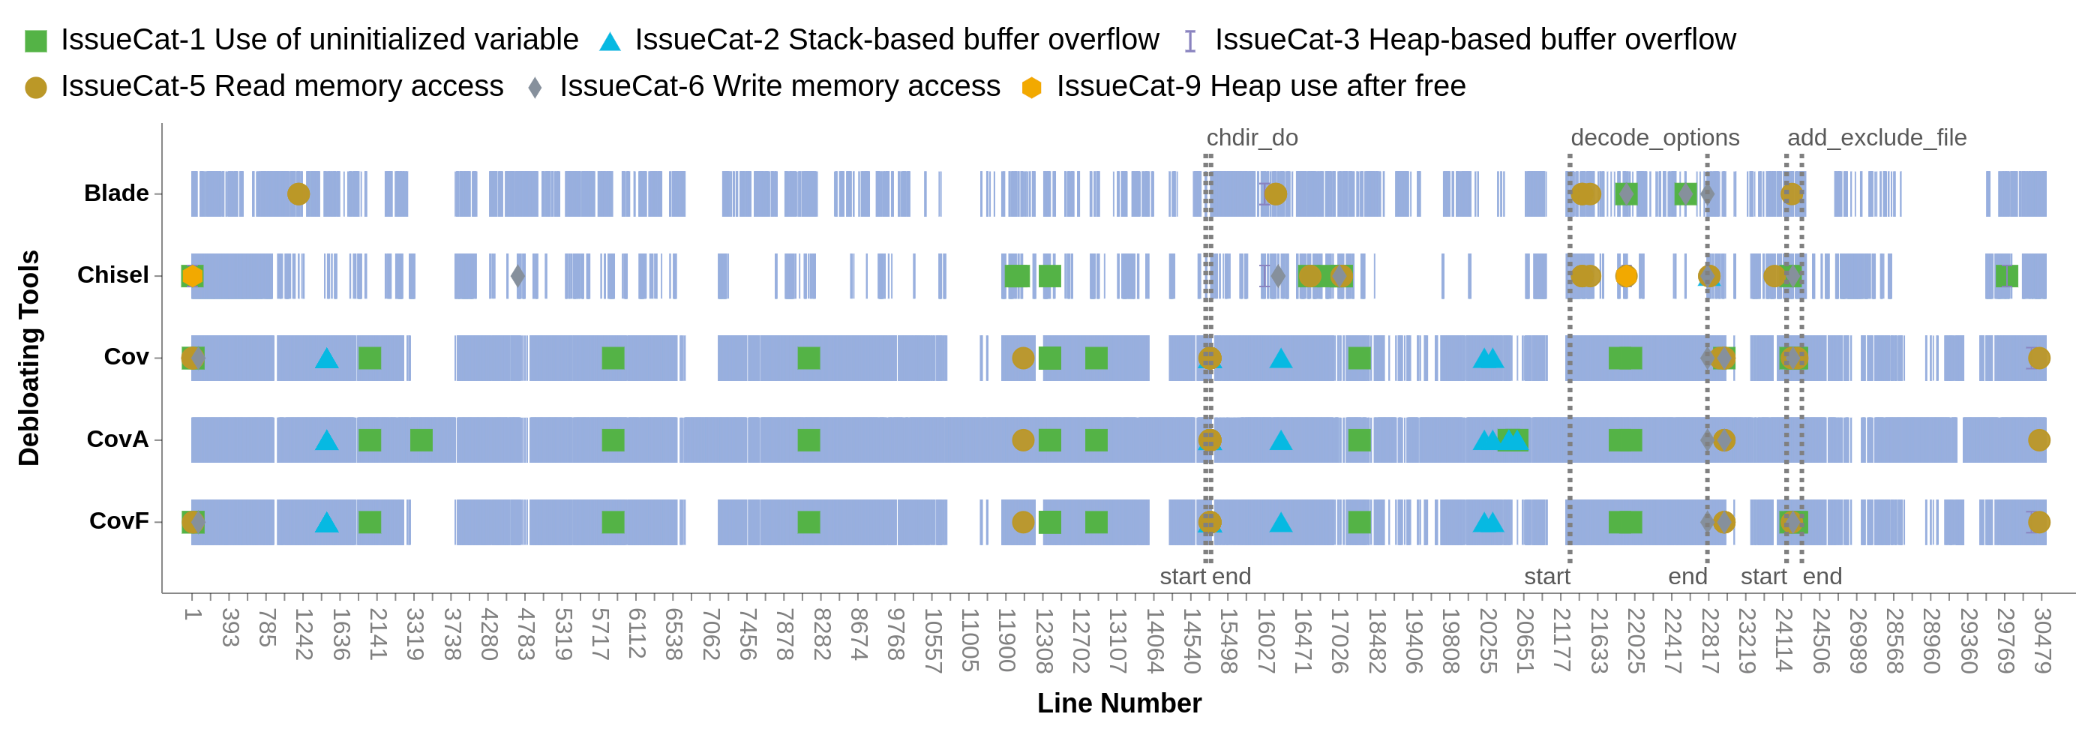 IssueCat-1 Use of uninitialized variable IssueCat-2 Stack-based buffer overflow IssueCat-3 Heap-based buffer overflow
IssueCat-5 Read memory access IssueCat-6 Write memory access IssueCat-9 Heap use after free
chdir_do decode_options add_exclude_file
Debloating Tools
Blade
Chisel
Cov
CovA
CovF
start end start end start end
1 393 785 1242 1636 2141 3319 3738 4280 4783 5319 5717 6112 6538 7062 7456 7878 8282 8674 9768 10557 11005 11900 12308 12702 13107 14064 14540 15498 16027 16471 17026 18482 19406 19808 20255 20651 21177 21633 22025 22417 22817 23219 24114 24506 26989 28568 28960 29360 29769 30479
Line Number